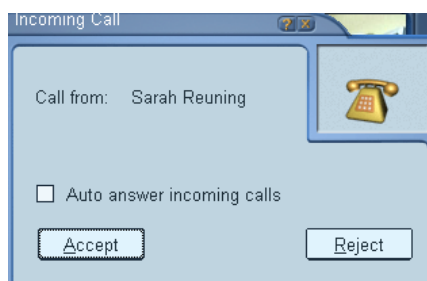 Incoming Call
Call from: Sarah Reuning
Auto answer incoming calls
Accept Reject